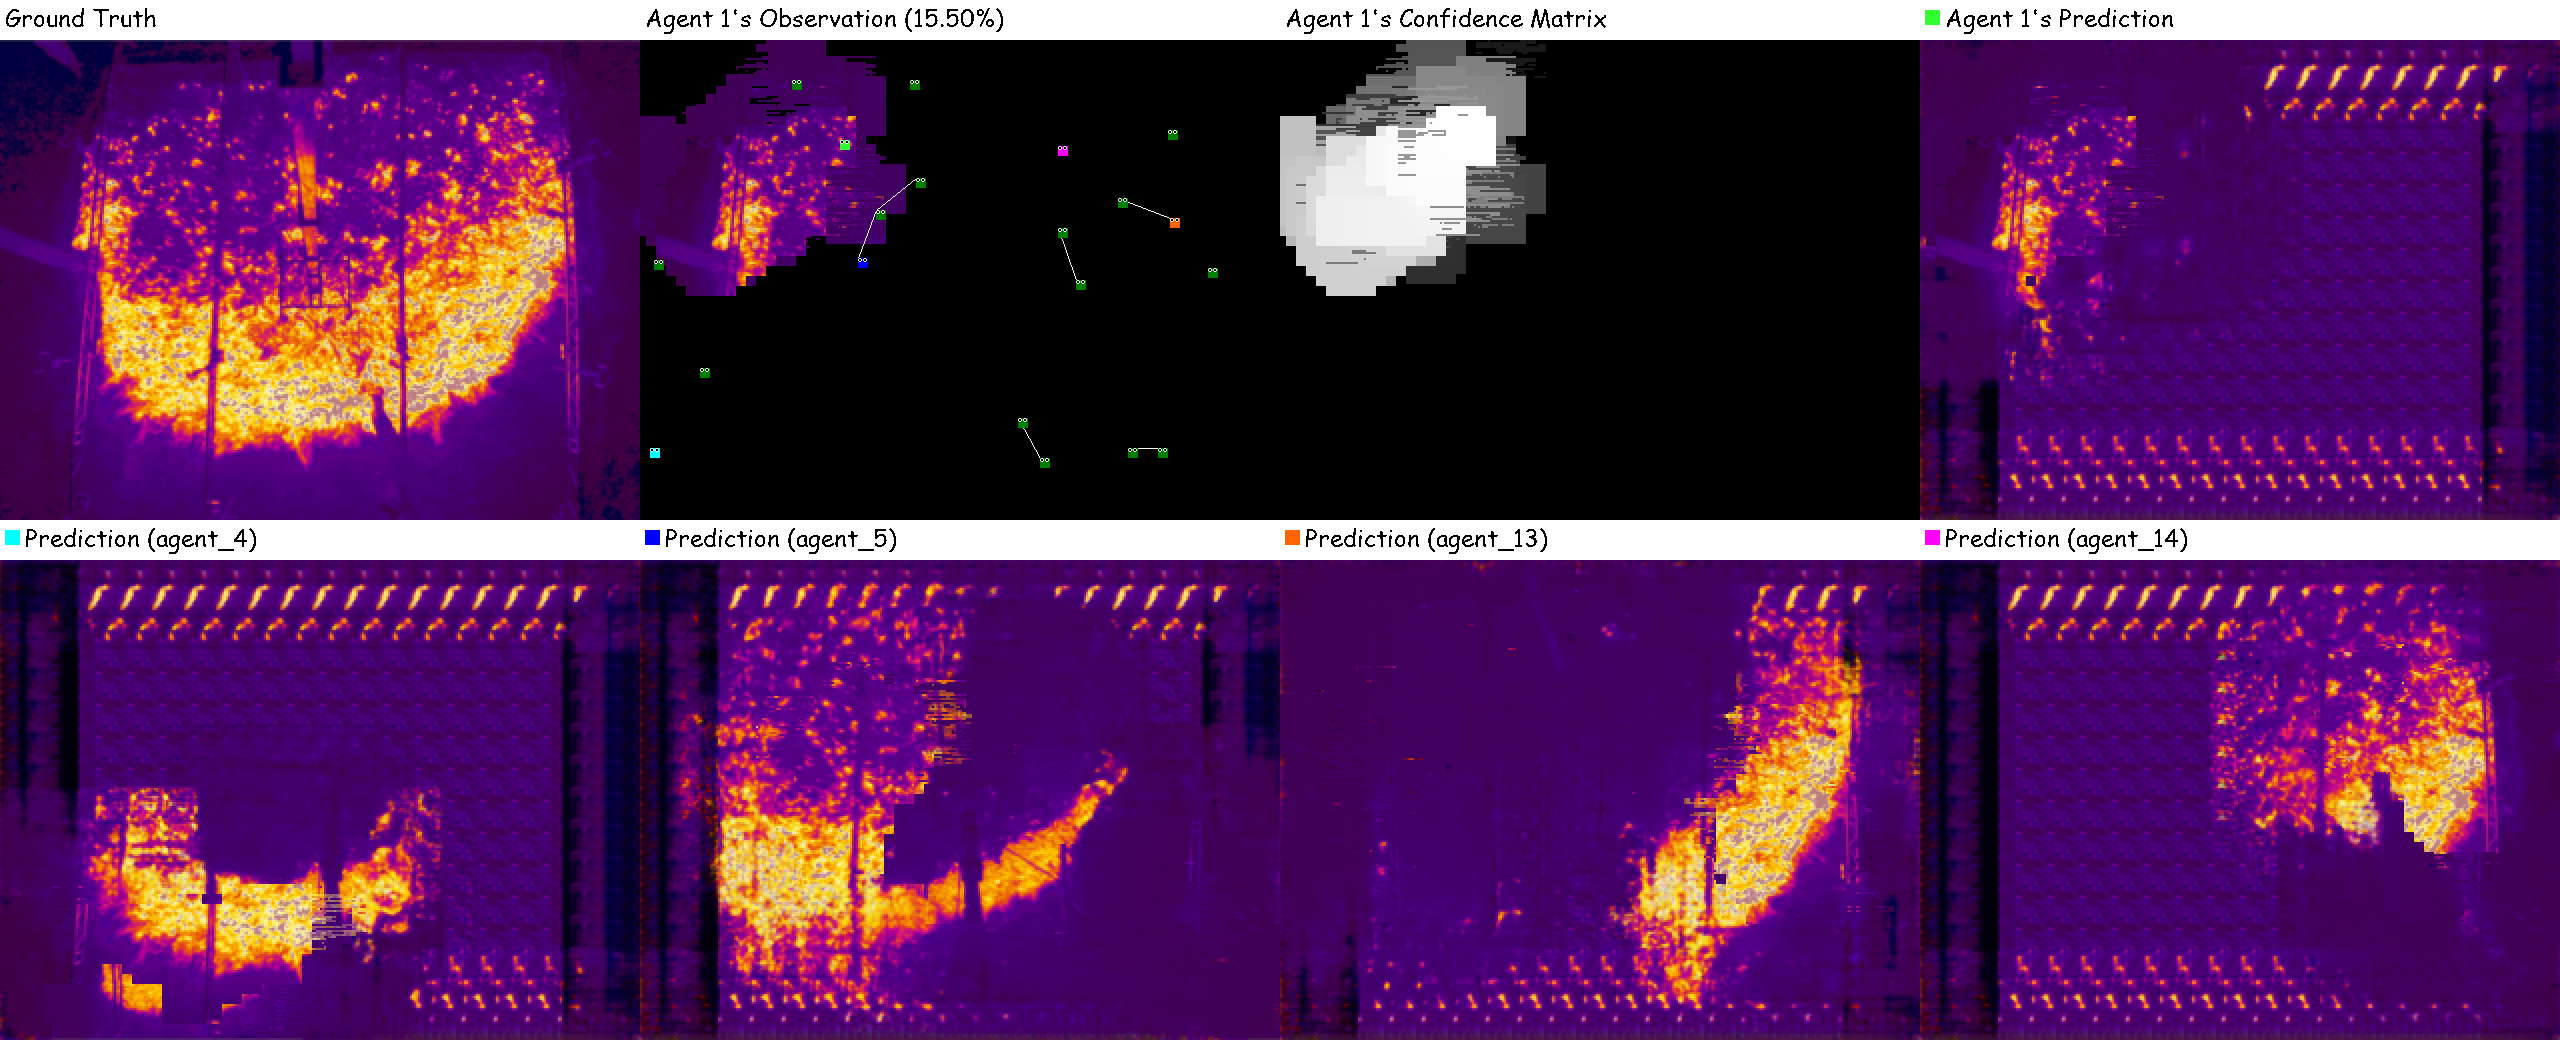 Ground Truth
Agent 1's Observation (15.50%)
Agent 1's Confidence Matrix
Agent 1's Prediction
Prediction (agent_4)
Prediction (agent_5)
Prediction (agent_13)
Prediction (agent_14)